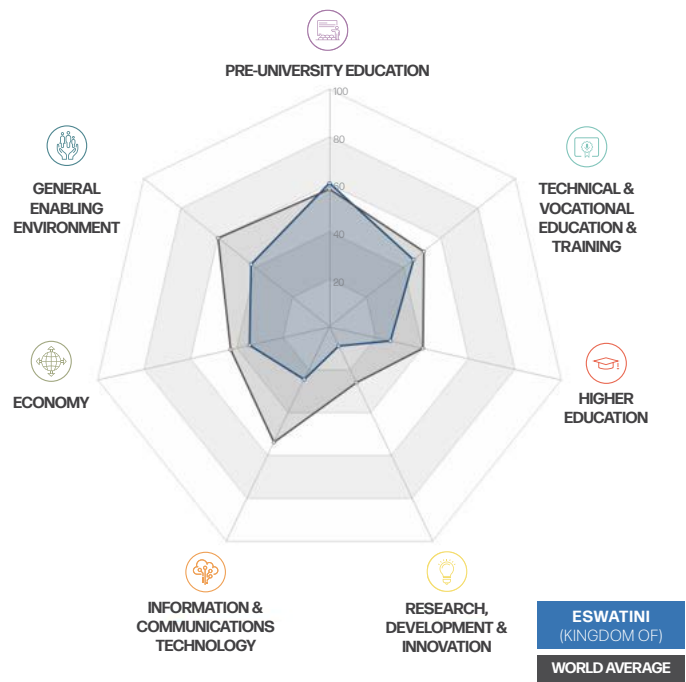 PRE-UNIVERSITY EDUCATION
100
80
60
40
20
GENERAL
ENABLING
ENVIRONMENT
TECHNICAL &
VOCATIONAL
EDUCATION &
TRAINING
ECONOMY
HIGHER
EDUCATION
INFORMATION &
COMMUNICATIONS
TECHNOLOGY
RESEARCH,
DEVELOPMENT &
INNOVATION
ESWATINI
(KINGDOM OF)
WORLD AVERAGE